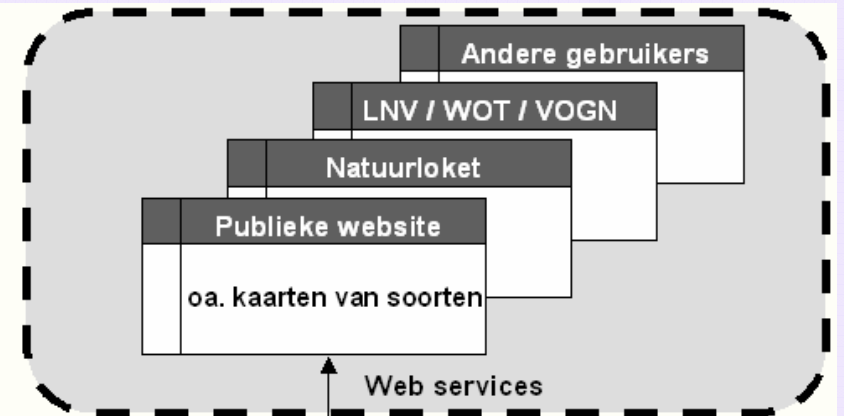 Andere gebruikers
LNV / WOT / VOGN
Natuurloket
Publieke website
oa. kaarten van soorten
Web services